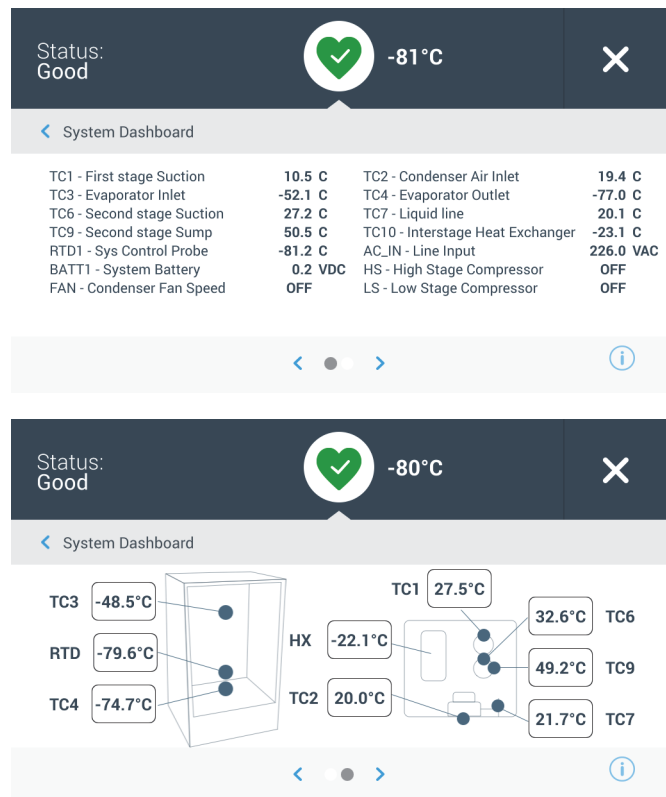 Status:
Good
-81°C
System Dashboard
TC1 - First stage Suction 10.5 C TC2 - Condenser Air Inlet 19.4 C
TC3 - Evaporator Inlet -52.1 C TC4 - Evaporator Outlet -77.0 C
TC6 - Second stage Suction 27.2 C TC7 - Liquid line 20.1 C
TC9 - Second stage Sump 50.5 C TC10 - Interstage Heat Exchanger -23.1 C
RTD1 - Sys Control Probe -81.2 C AC_IN - Line Input 226.0 VAC
BATT1 - System Battery 0.2 VDC HS - High Stage Compressor OFF
FAN - Condenser Fan Speed OFF LS - Low Stage Compressor OFF
i
Status:
Good
-80°C
System Dashboard
TC3 -48.5°C
RTD -79.6°C
TC4 -74.7°C
TC1 27.5°C
32.6°C TC6
HX -22.1°C
49.2°C TC9
TC2 20.0°C
21.7°C TC7
i